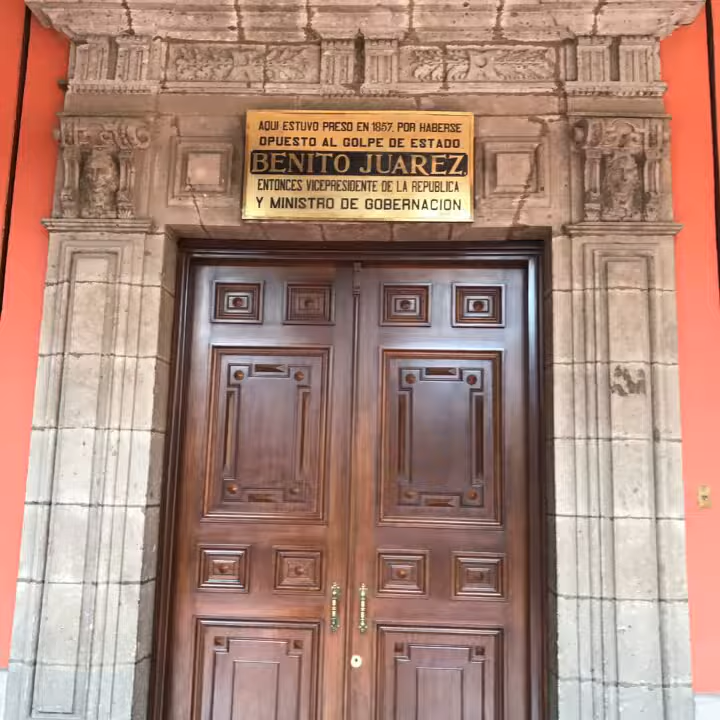 AQUI ESTUVO PRESO EN 1857, POR HABERSE
OPUESTO AL GOLPE DE ESTADO
BENITO JUAREZ,
ENTONCES VICEPRESIDENTE DE LA REPUBLICA
Y MINISTRO DE GOBERNACION